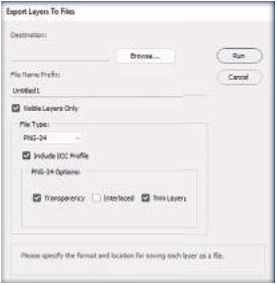 Export Layers To Files
Destination:
Browse...
Run
File Name Prefix:
Cancel
Untitled1
Visible Layers Only
File Type:
PNG-24
Include ICC Profile
PNG-24 Options:
Transparency Interlaced Trim Layers
Please specify the format and location for saving each layer as a file.